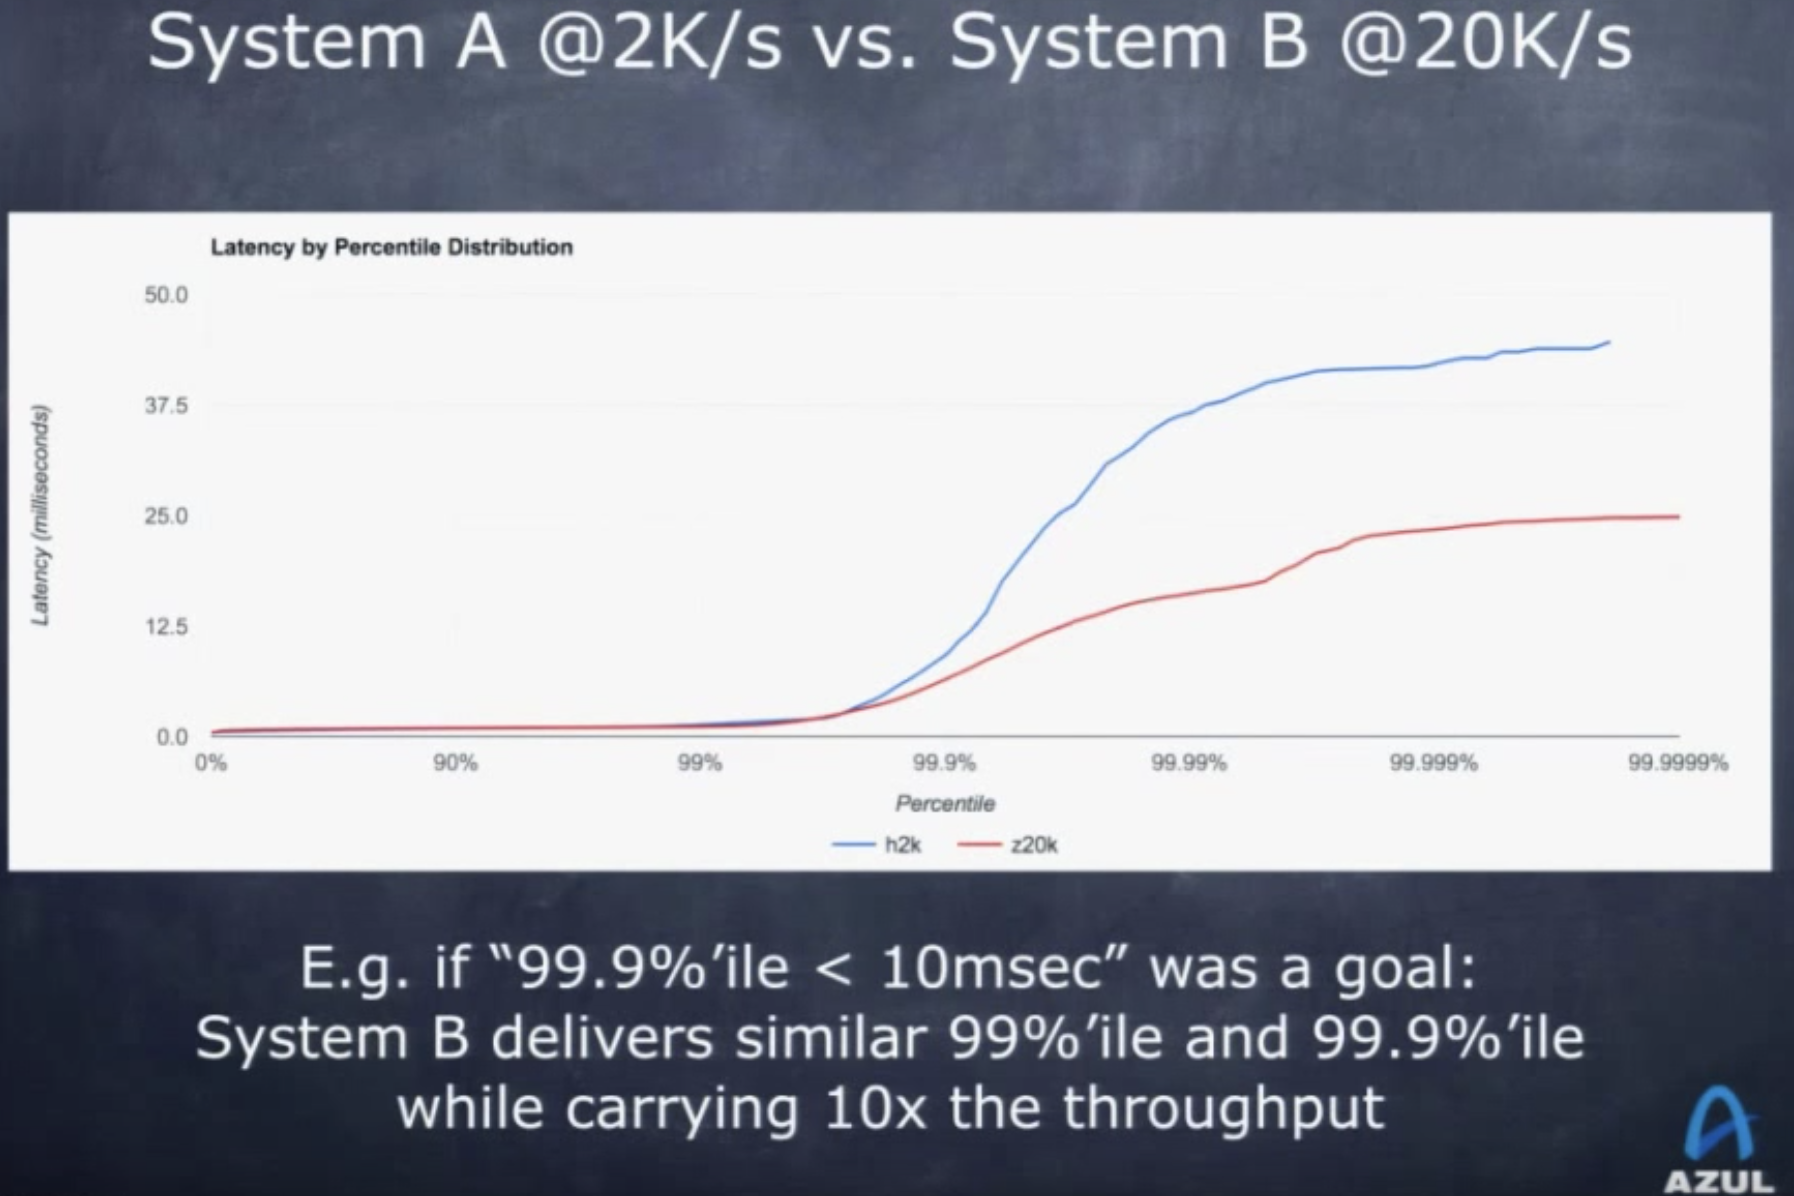 System A @2K/s vs. System B @20K/s
Latency by Percentile Distribution
50.0
37.5
25.0
12.5
0.0
Latency (milliseconds)
0% 90% 99% 99.9% 99.99% 99.999% 99.9999%
Percentile
h2k z20k
E.g. if “99.9%’ile < 10msec” was a goal:
System B delivers similar 99%’ile and 99.9%’ile
while carrying 10x the throughput
AZUL